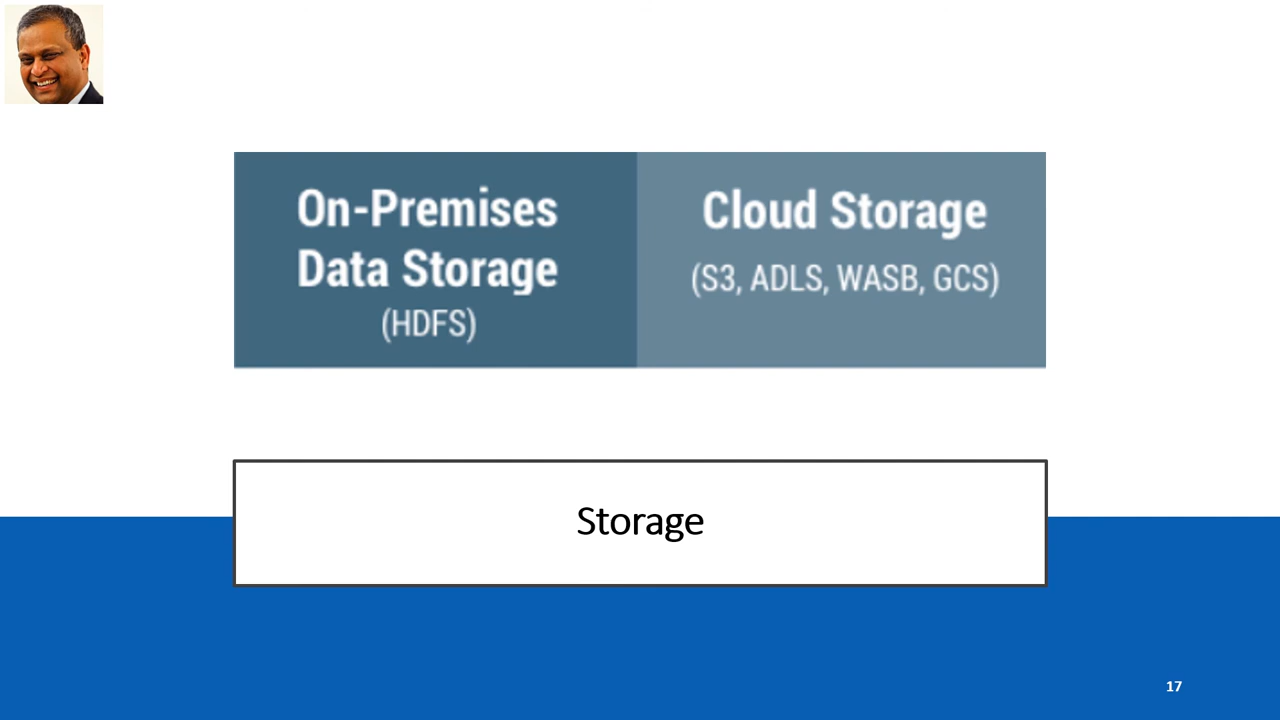 On-Premises
Data Storage
(HDFS)
Cloud Storage
(S3, ADLS, WASB, GCS)
Storage
17